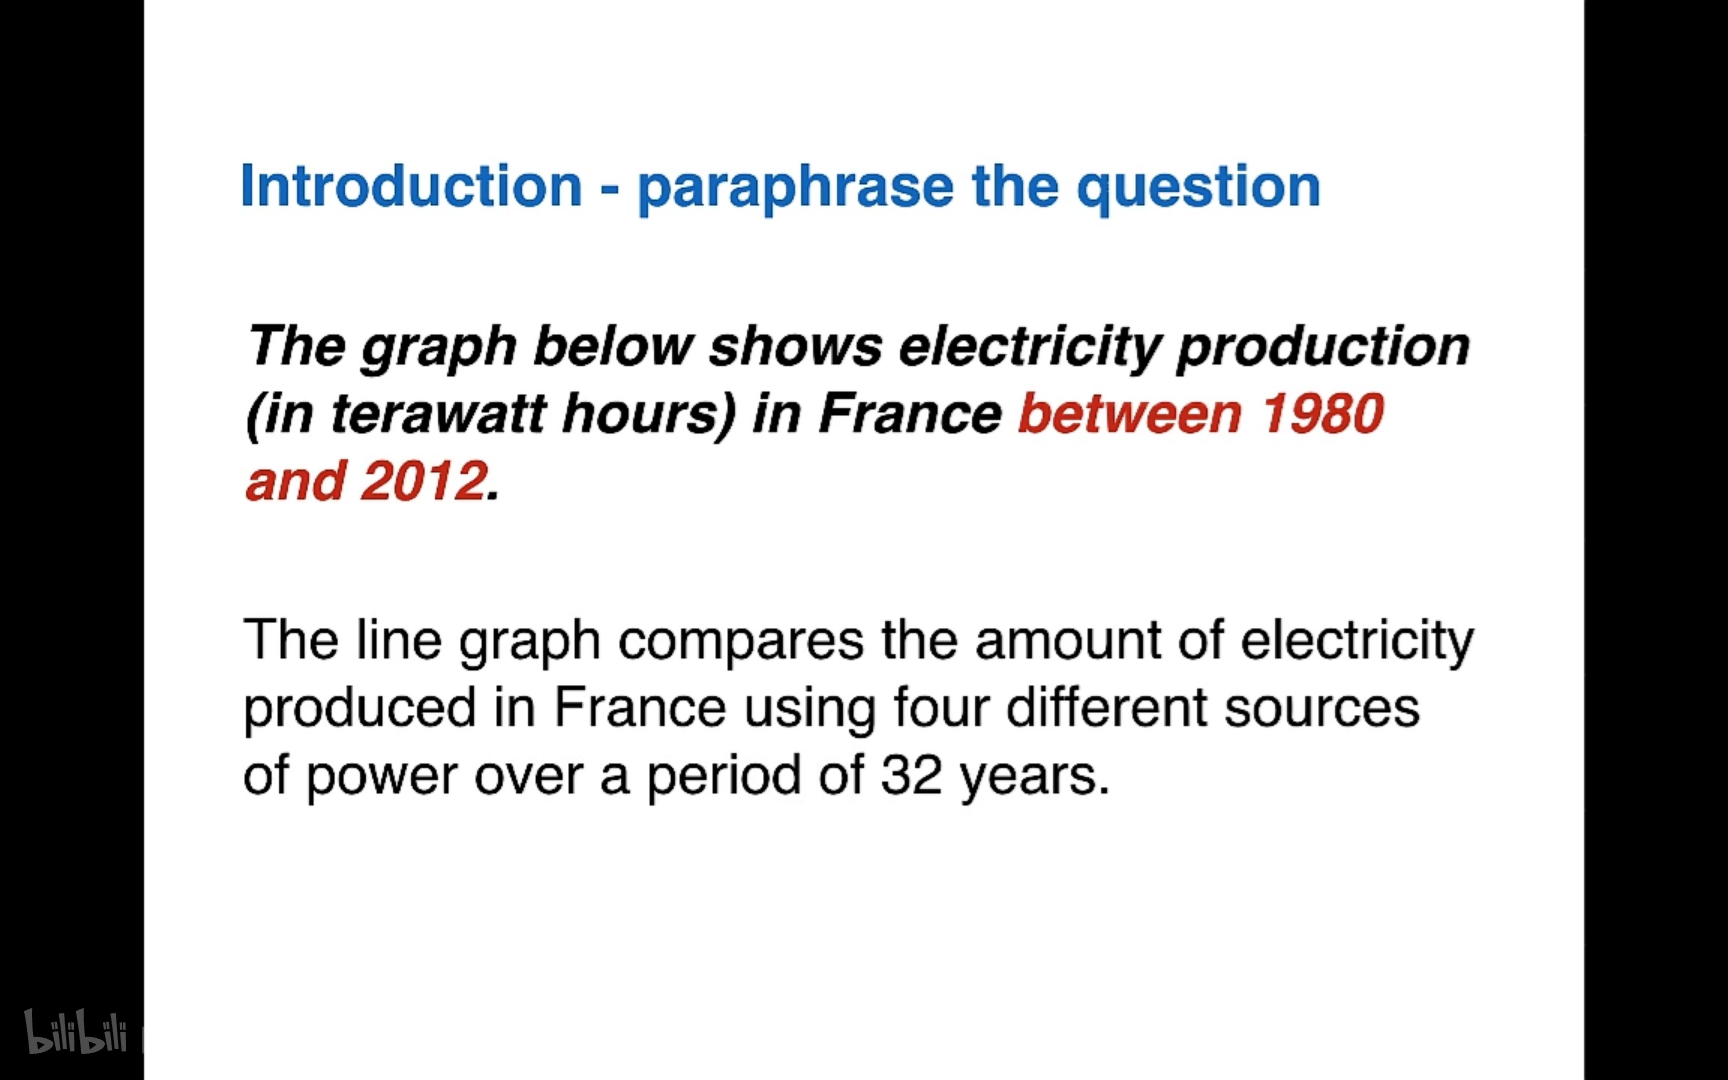 Introduction - paraphrase the question
The graph below shows electricity production
(in terawatt hours) in France between 1980
and 2012.
The line graph compares the amount of electricity
produced in France using four different sources
of power over a period of 32 years.
bilibili